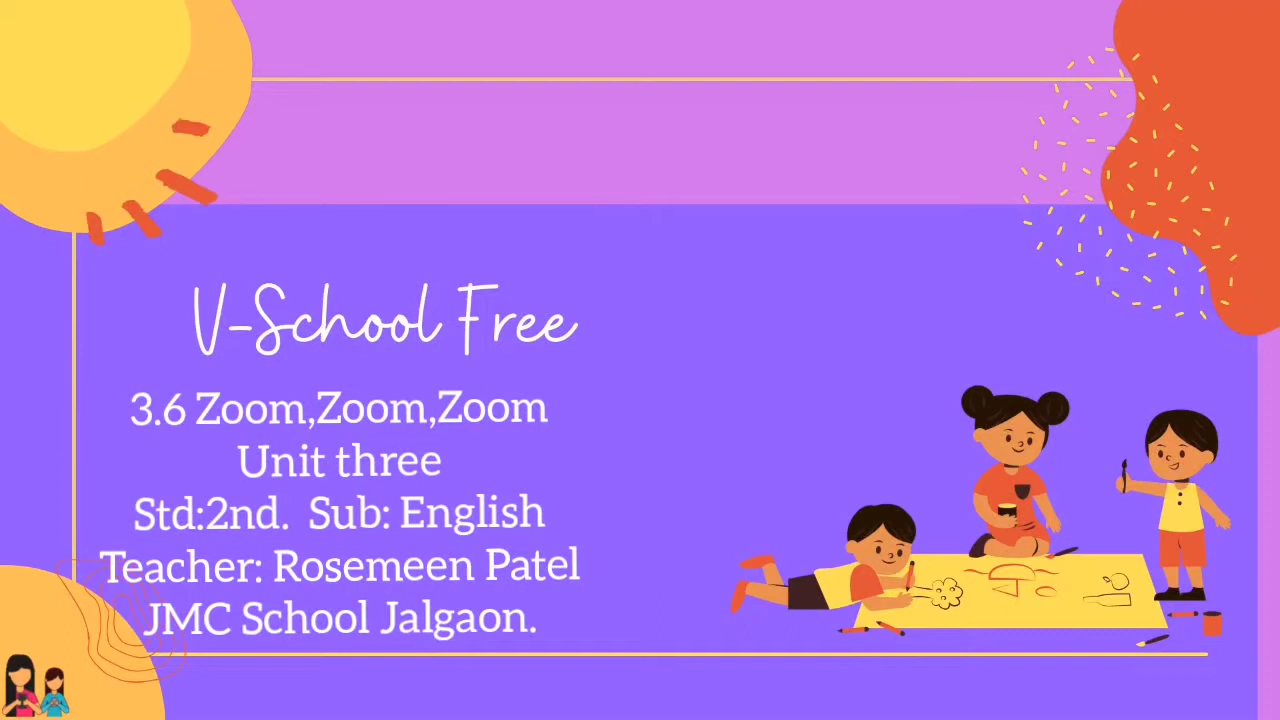 V-School Free
3.6 Zoom,Zoom,Zoom
Unit three
Std:2nd. Sub: English
Teacher: Rosemeen Patel
JMC School Jalgaon.